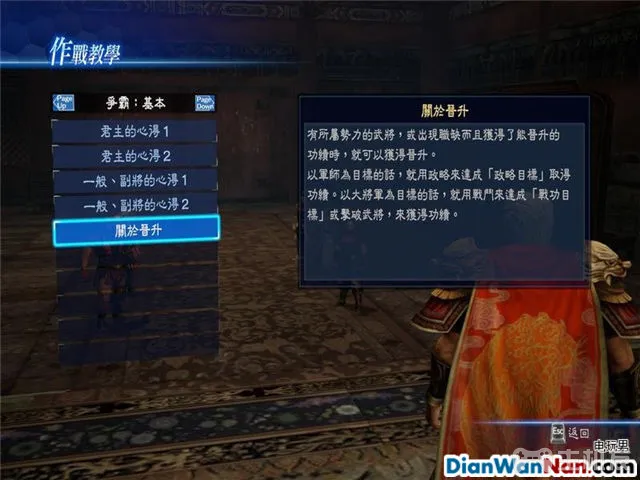 作戰教學
Page Up
爭霸：基本
Page Down
君主的心得1
君主的心得2
一般、副將的心得1
一般、副將的心得2
關於晉升
關於晉升
有所屬勢力的武將，或出現職缺而且獲得了能晉升的
功績時，就可以獲得晉升。
以軍師為目標的話，就用政略來達成「政略目標」取得
功績。以大將軍為目標的話，就用戰鬥來達成「戰功目
標」或擊破武將，來獲得功績。
Esc 返回
电玩男
DianWanNan.com